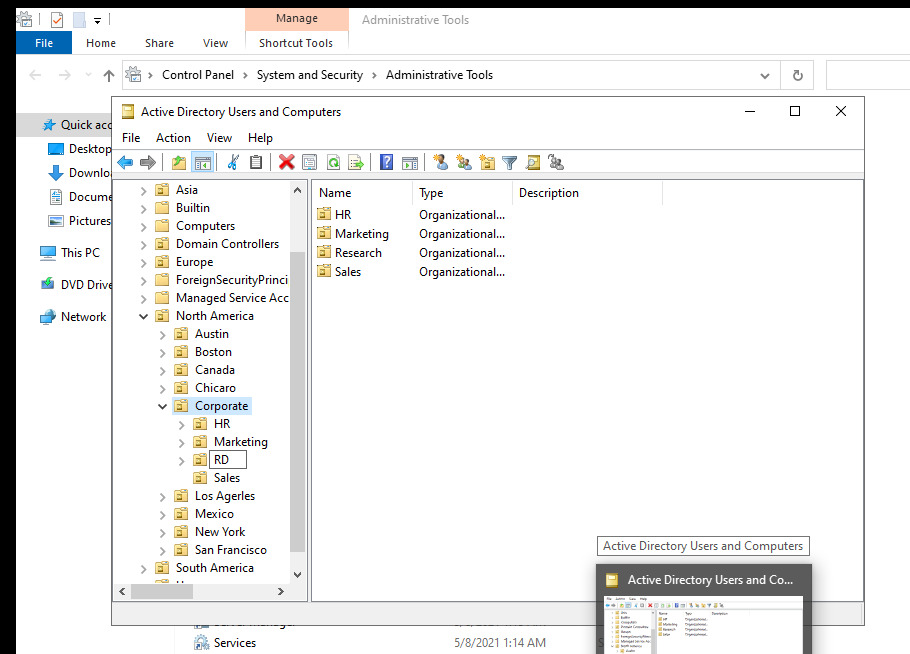 Manage
Administrative Tools
File
Home
Share
View
Shortcut Tools
Control Panel
System and Security
Administrative Tools
Quick acc
Desktop
Downlo
Docume
Pictures
This PC
DVD Drive
Network
Active Directory Users and Computers
File
Action
View
Help
Asia
Builtin
Computers
Domain Controllers
Europe
ForeignSecurityPrinci
Managed Service Acc
North America
Austin
Boston
Canada
Chicaro
Corporate
HR
Marketing
RD
Sales
Los Agerles
Mexico
New York
San Francisco
South America
Name Type Description
HR Organizational...
Marketing Organizational...
Research Organizational...
Sales Organizational...
Active Directory Users and Computers
Active Directory Users and Co...
Services 5/8/2021 1:14 AM